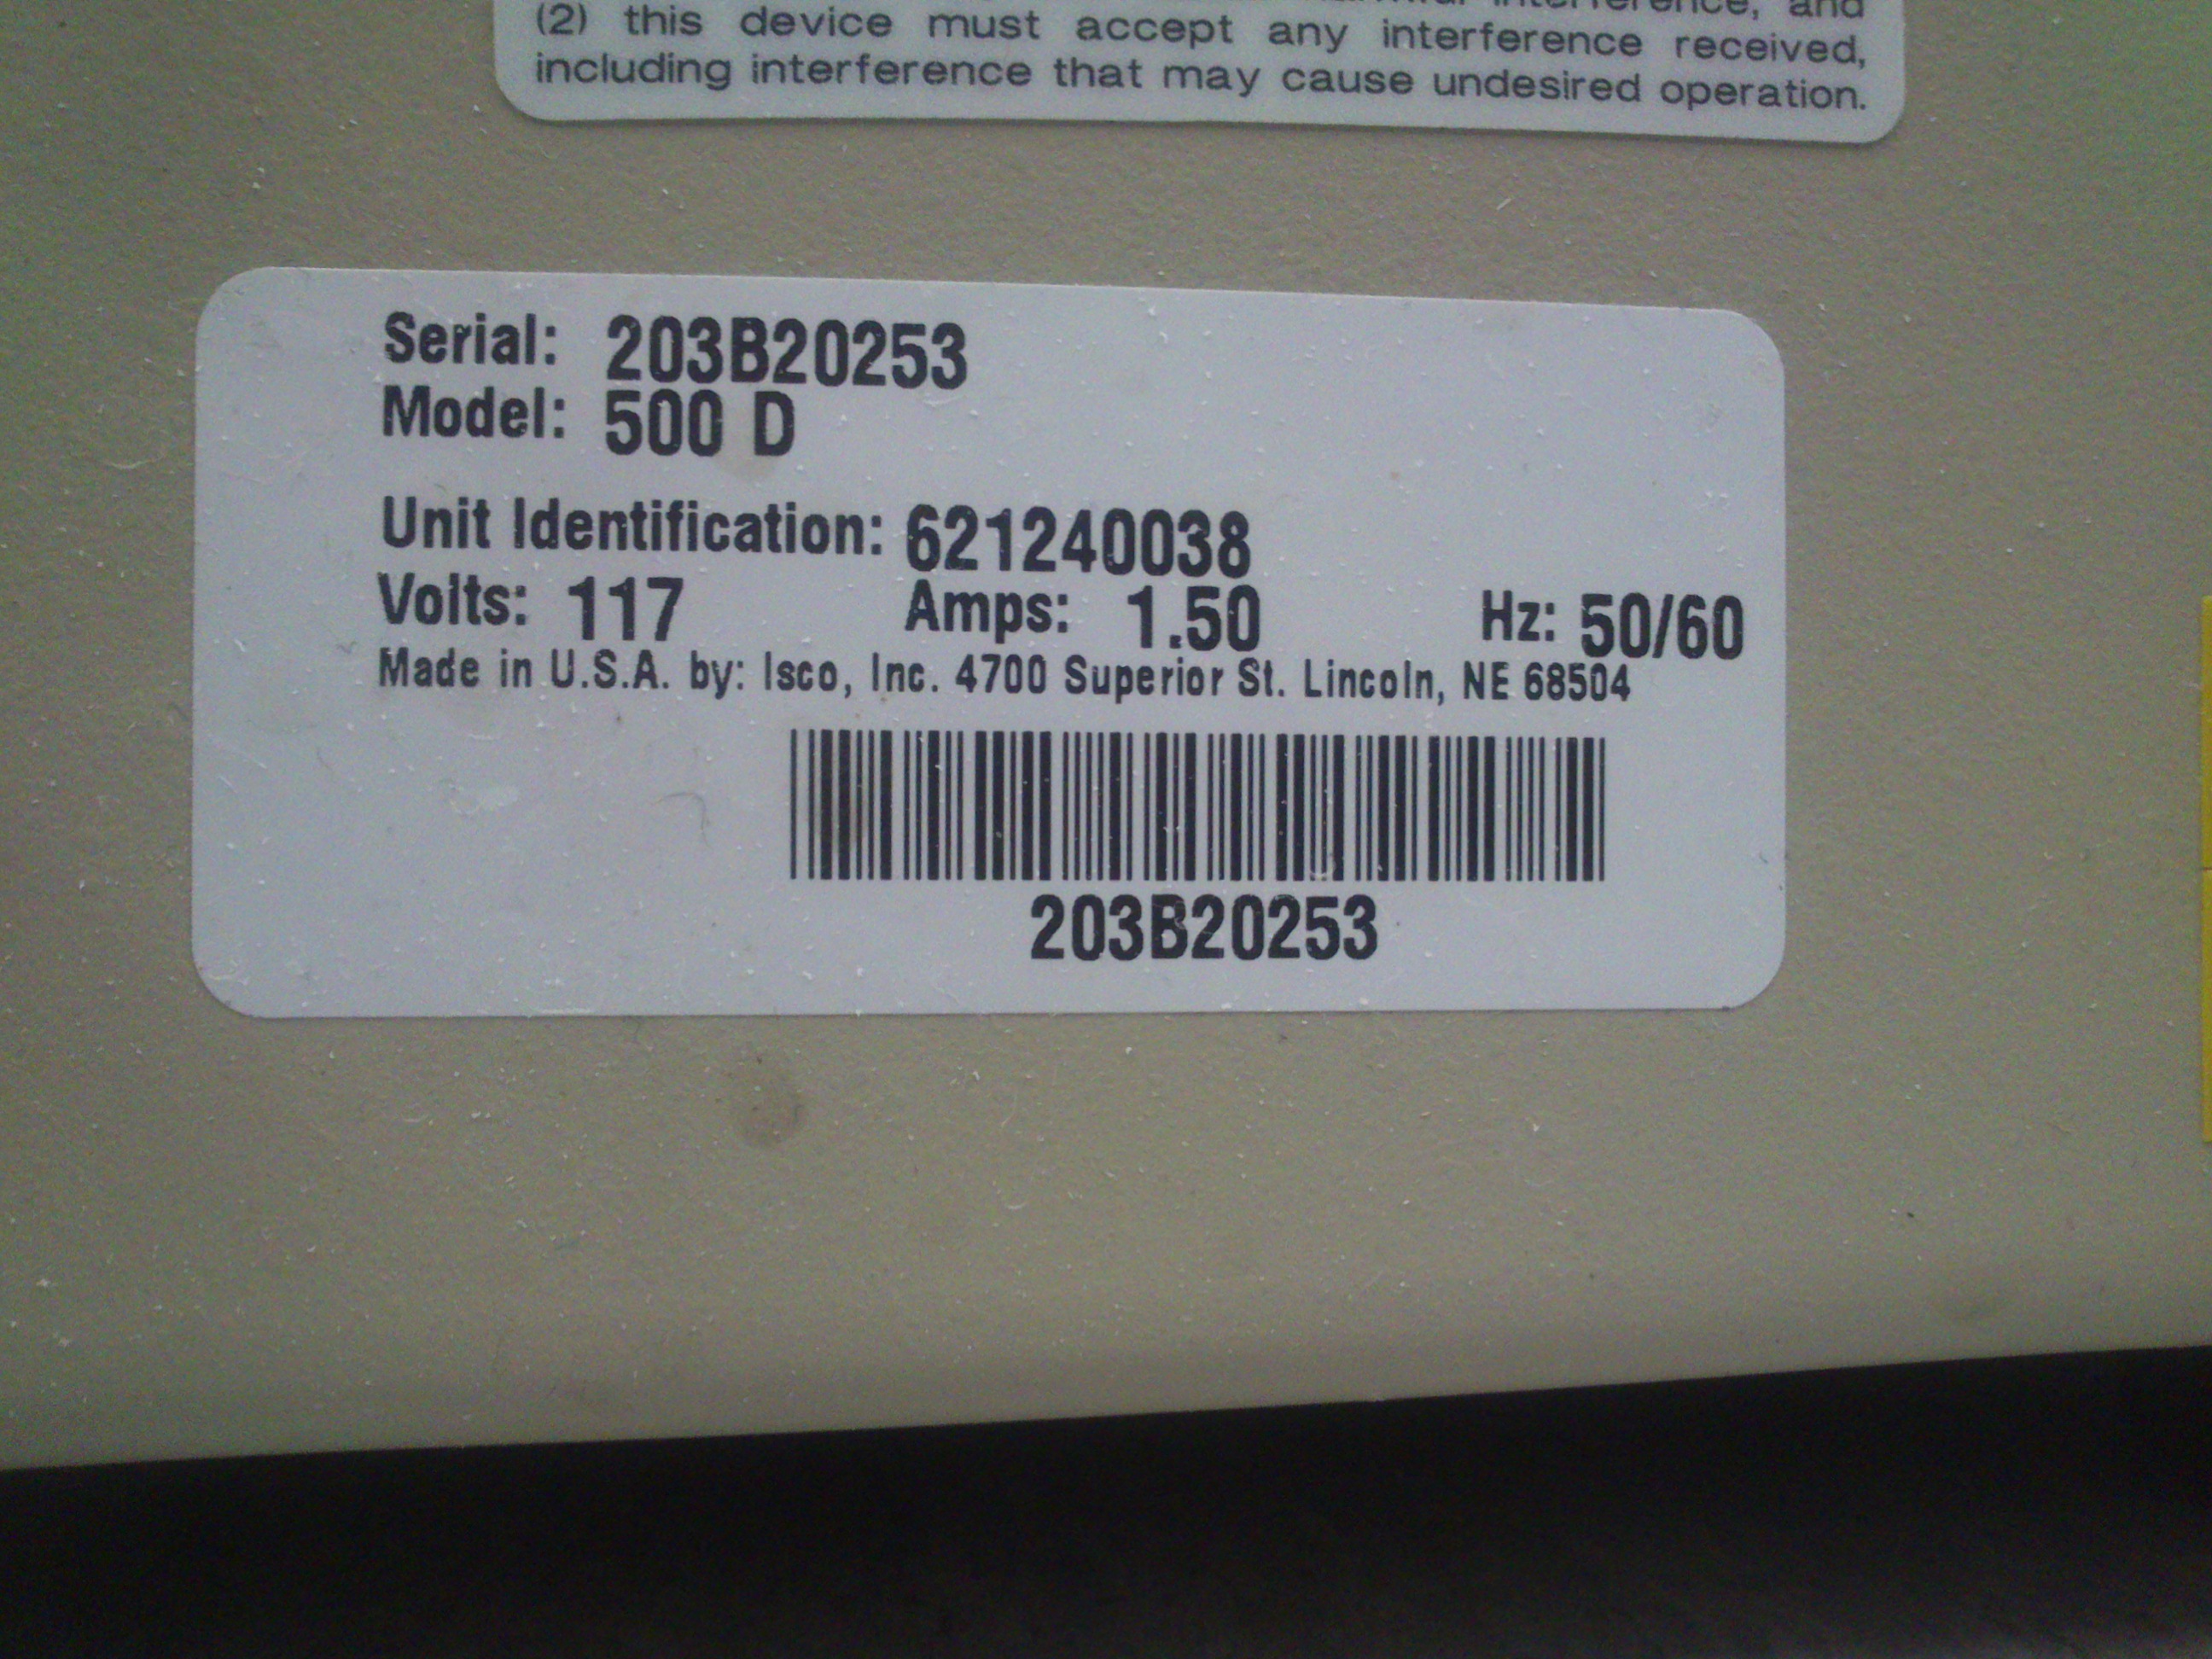 interference, and
(2) this device must accept any interference received,
including interference that may cause undesired operation.
Serial: 203B20253
Model: 500 D
Unit Identification: 621240038
Volts: 117 Amps: 1.50 Hz: 50/60
Made in U.S.A. by: Isco, Inc. 4700 Superior St. Lincoln, NE 68504
203B20253